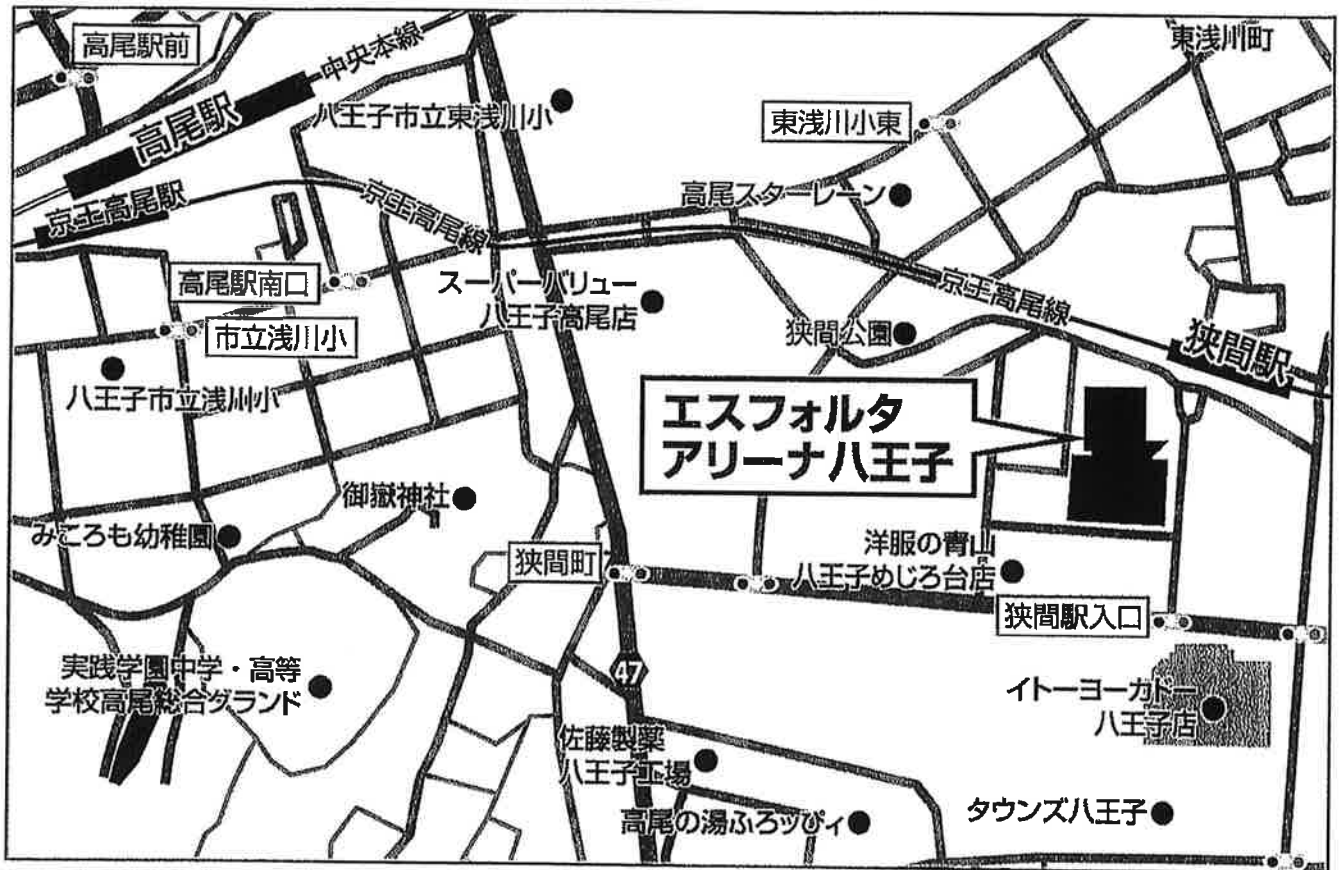 高尾駅前
中央本線
東浅川町
高尾駅
八王子市立東浅川小
東浅川小東
京王高尾駅
京王高尾線
高尾スターレーン
高尾駅南口
スーパーバリュー
八王子高尾店
京王高尾線
市立浅川小
狭間公園
狭間駅
八王子市立浅川小
エスフォルタ
アリーナ八王子
御嶽神社
みころも幼稚園
狭間町
洋服の青山
八王子めじろ台店
狭間駅入口
実践学園中学・高等
学校高尾総合グランド
47
イトーヨーカドー
八王子店
佐藤製薬
八王子工場
高尾の湯ふろッぴィ
タウンズ八王子